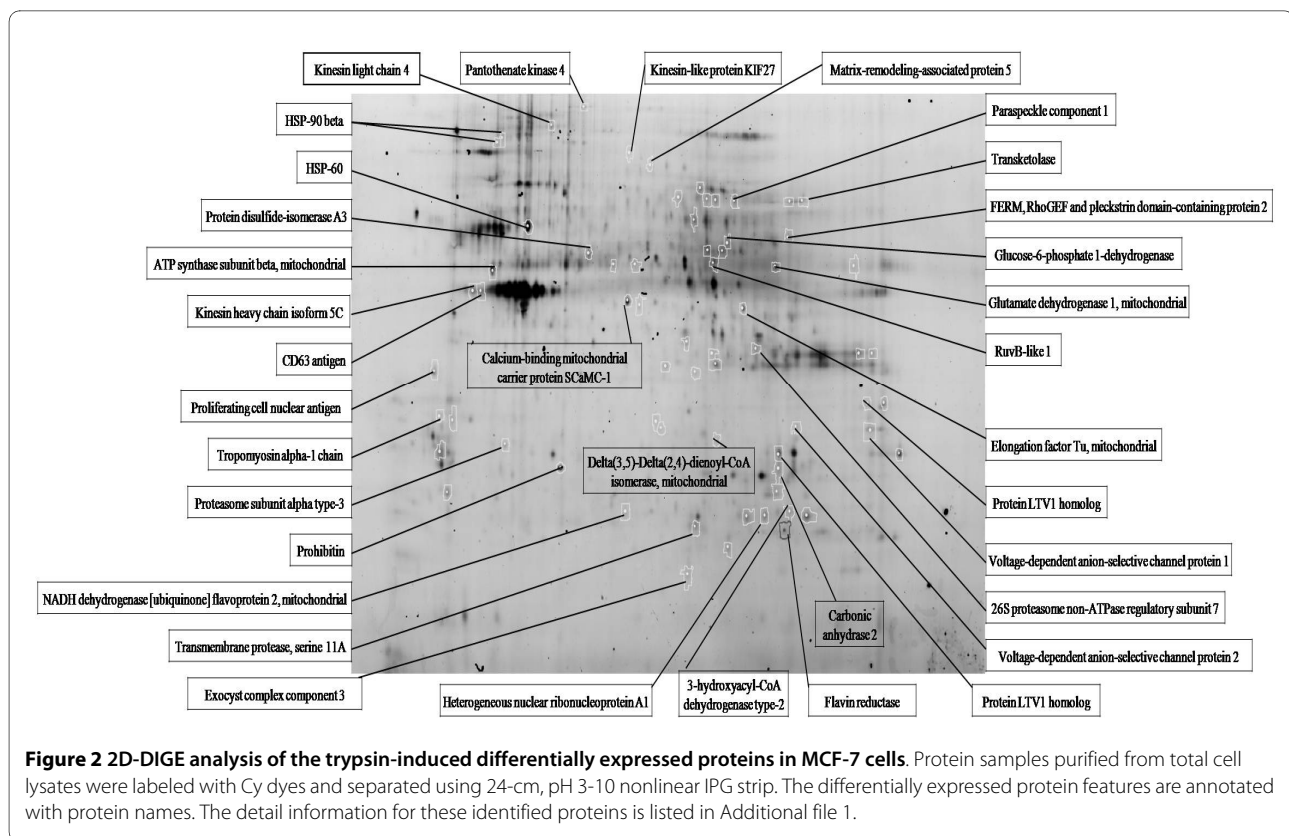 Kinesin light chain 4
Pantothenate kinase 4
Kinesin-like protein KIF27
Matrix-remodeling-associated protein 5
HSP-90 beta
HSP-60
Protein disulfide-isomerase A3
ATP synthase subunit beta, mitochondrial
Kinesin heavy chain isoform 5C
CD63 antigen
Proliferating cell nuclear antigen
Tropomyosin alpha-1 chain
Proteasome subunit alpha type-3
Prohibitin
NADH dehydrogenase [ubiquinone] flavoprotein 2, mitochondrial
Transmembrane protease, serine 11A
Exocyst complex component 3
Calcium-binding mitochondrial
carrier protein SCaMC-1
Delta(3,5)-Delta(2,4)-dienoyl-CoA
isomerase, mitochondrial
Paraspeckle component 1
Transketolase
FERM, RhoGEF and pleckstrin domain-containing protein 2
Glucose-6-phosphate 1-dehydrogenase
Glutamate dehydrogenase 1, mitochondrial
RuvB-like 1
Elongation factor Tu, mitochondrial
Protein LTV1 homolog
Voltage-dependent anion-selective channel protein 1
26S proteasome non-ATPase regulatory subunit 7
Voltage-dependent anion-selective channel protein 2
Carbonic
anhydrase 2
Heterogeneous nuclear ribonucleoprotein A1
3-hydroxyacyl-CoA
dehydrogenase type-2
Flavin reductase
Protein LTV1 homolog
Figure 2 2D-DIGE analysis of the trypsin-induced differentially expressed proteins in MCF-7 cells. Protein samples purified from total cell
lysates were labeled with Cy dyes and separated using 24-cm, pH 3-10 nonlinear IPG strip. The differentially expressed protein features are annotated
with protein names. The detail information for these identified proteins is listed in Additional file 1.